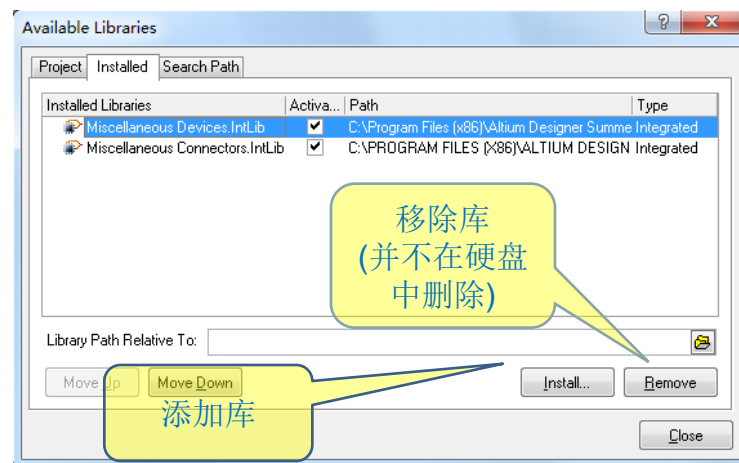 Available Libraries
Project Installed Search Path
Installed Libraries Activa... Path Type
Miscellaneous Devices.IntLib C:\Program Files (x86)\Altium Designer Summe Integrated
Miscellaneous Connectors.IntLib C:\PROGRAM FILES (X86)\ALTIUM DESIGN Integrated
移除库
(并不在硬盘
中删除)
Library Path Relative To:
Move Up Move Down Install... Remove
添加库
Close